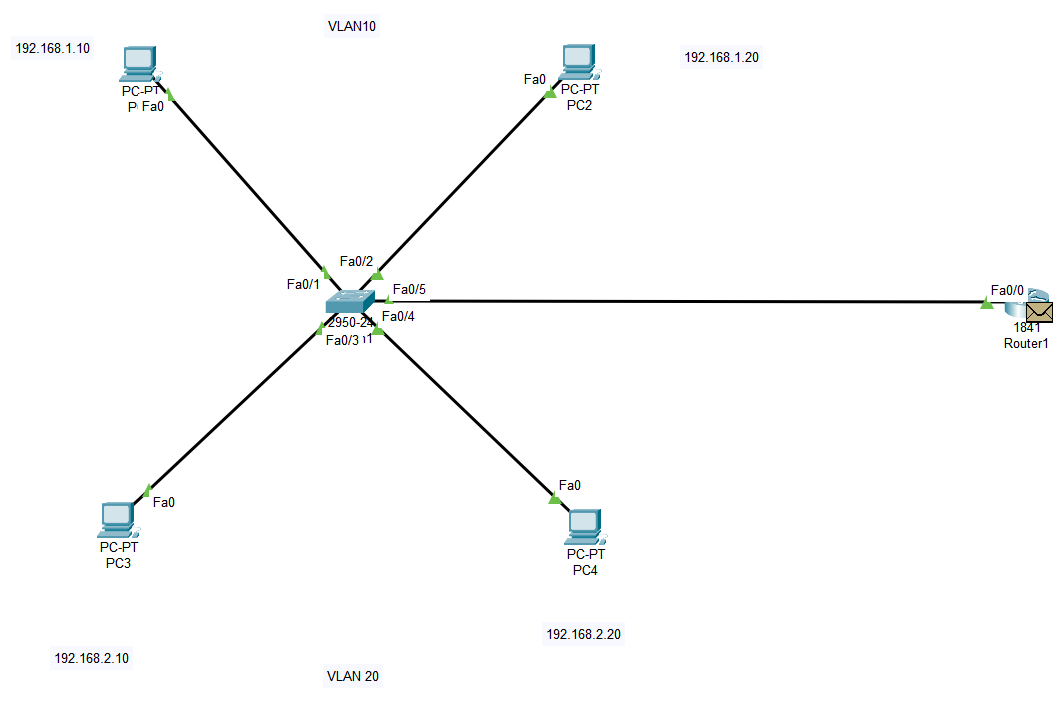 VLAN10
192.168.1.10
192.168.1.20
PC-PT
Fa0
Fa0
PC-PT
PC2
Fa0/2
Fa0/1
Fa0/5
Fa0/4
2950-24
Fa0/3
Fa0/0
1841
Router1
Fa0
PC-PT
PC3
Fa0
PC-PT
PC4
192.168.2.20
192.168.2.10
VLAN 20